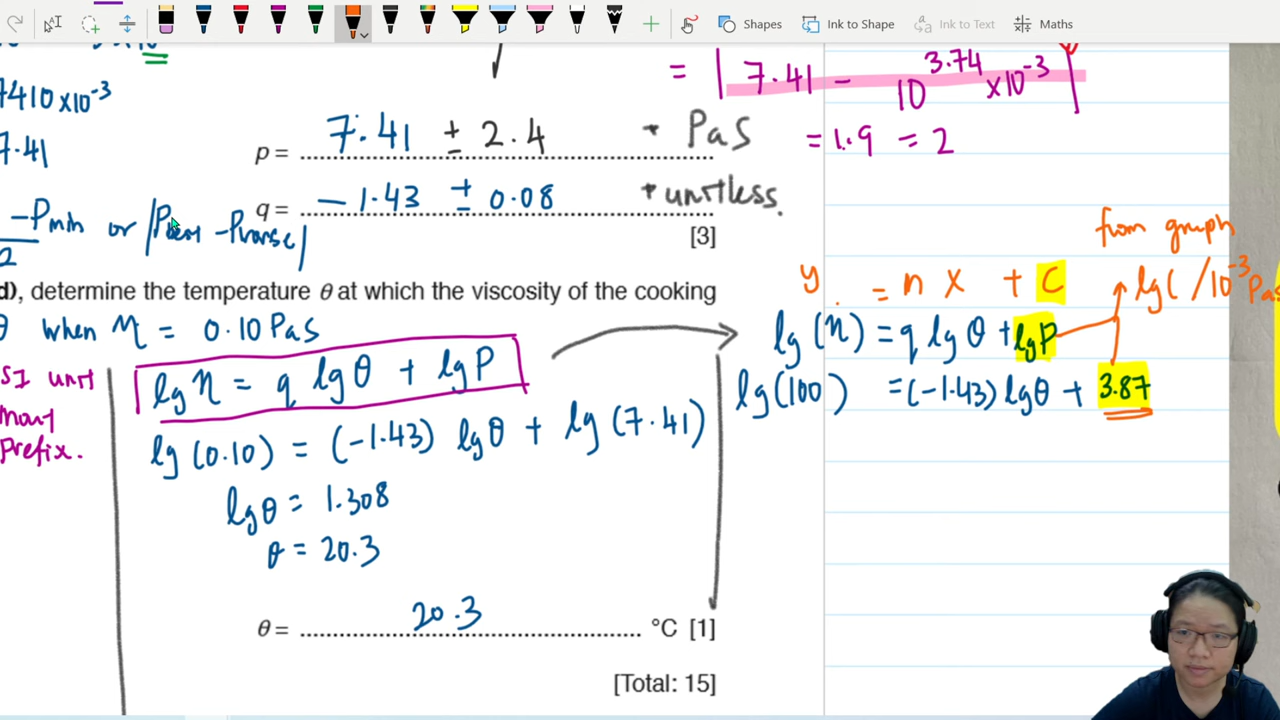 Shapes
Ink to Shape
Ink to Text
Maths
7410 x10⁻³
7.41
= | 7.41 - 10^3.74 x10⁻³ |
= 1.9 = 2
p = 7.41 ± 2.4 • Pa s
q = - 1.43 ± 0.08 • unitless.
[3]
-Pmin or |Pbest - Pworst|
2
d), determine the temperature θ at which the viscosity of the cooking
θ when η = 0.10 Pa s
SI unit
prefix.
lg η = q lg θ + lg P
lg (0.10) = (-1.43) lg θ + lg (7.41)
lg θ = 1.308
θ = 20.3
θ = 20.3 °C [1]
[Total: 15]
from graph
y = m x + C
lg( /10⁻³ Pas
lg (η) = q lg θ + lg P
lg (100) = (-1.43) lg θ + 3.87